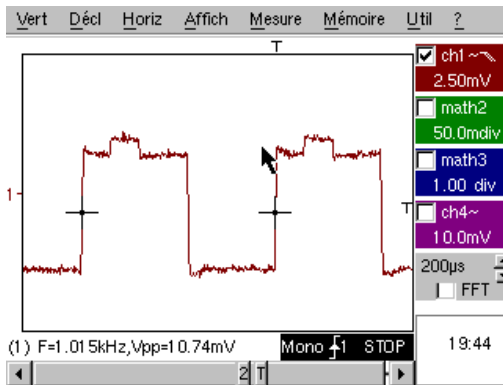 Vert Décl Horiz Affich Mesure Mémoire Util ?
T
ch1 ~
2.50mV
math2
50.0mdiv
math3
1.00 div
1-
T
ch4~
10.0mV
200µs
FFT
(1) F=1.015kHz,Vpp=10.74mV Mono 1 STOP 19:44
2 T